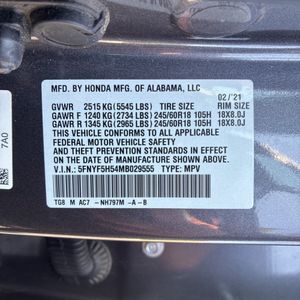 MFD. BY HONDA MFG. OF ALABAMA, LLC
02/'21
GVWR 2515 KG (5545 LBS) TIRE SIZE RIM SIZE
GAWR F 1240 KG (2734 LBS) 245/60R18 105H 18X8.0J
GAWR R 1345 KG (2965 LBS) 245/60R18 105H 18X8.0J
THIS VEHICLE CONFORMS TO ALL APPLICABLE
FEDERAL MOTOR VEHICLE SAFETY AND
THEFT PREVENTION STANDARDS IN EFFECT ON
THE DATE OF MANUFACTURE SHOWN ABOVE.
V.I.N.: 5FNYF5H54MB029555 TYPE: MPV
TG8 M AC7 -NH797M -A-B
7A0